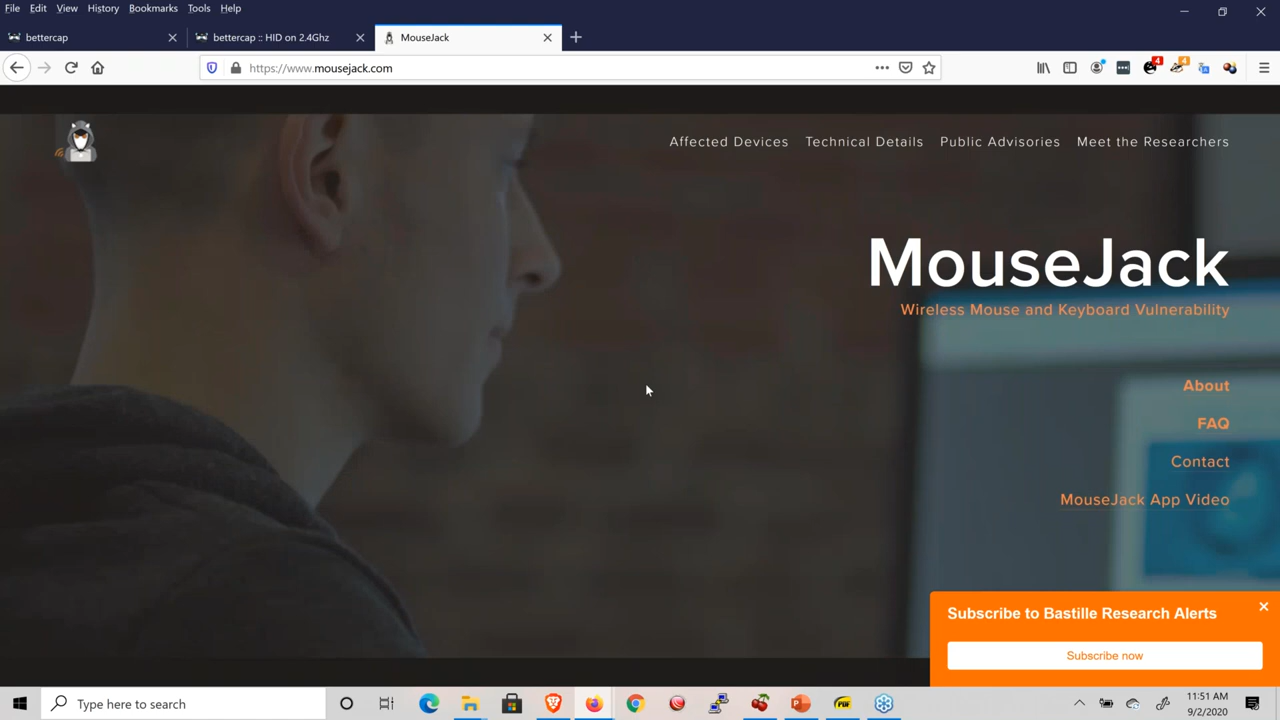 File Edit View History Bookmarks Tools Help
bettercap
bettercap :: HID on 2.4Ghz
MouseJack
https://www.mousejack.com
4
4
Affected Devices Technical Details Public Advisories Meet the Researchers
MouseJack
Wireless Mouse and Keyboard Vulnerability
About
FAQ
Contact
MouseJack App Video
Subscribe to Bastille Research Alerts
Subscribe now
Type here to search
11:51 AM
9/2/2020